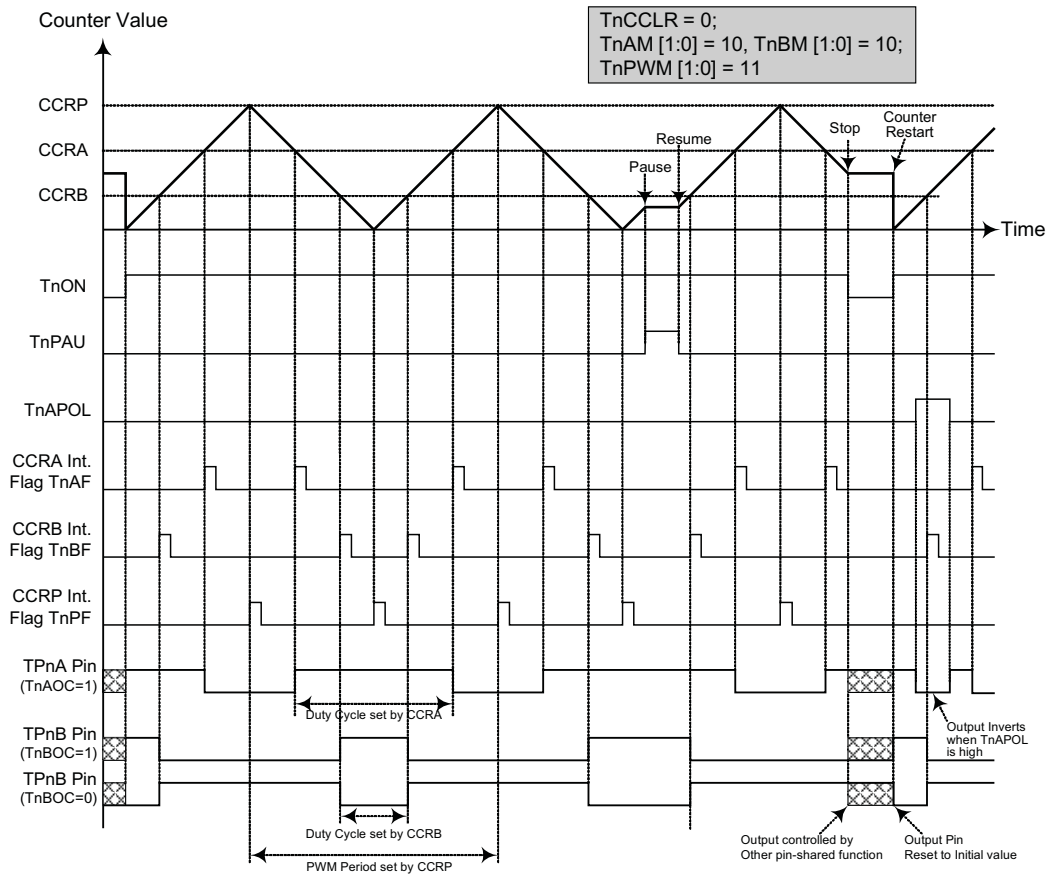 Counter Value
TnCCLR = 0;
TnAM [1:0] = 10, TnBM [1:0] = 10;
TnPWM [1:0] = 11
CCRP
CCRA
CCRB
Stop
Counter
Restart
Resume
Pause
Time
TnON
TnPAU
TnAPOL
CCRA Int.
Flag TnAF
CCRB Int.
Flag TnBF
CCRP Int.
Flag TnPF
TPnA Pin
(TnAOC=1)
Duty Cycle set by CCRA
Output Inverts
when TnAPOL
is high
TPnB Pin
(TnBOC=1)
TPnB Pin
(TnBOC=0)
Duty Cycle set by CCRB
Output controlled by
Other pin-shared function
Output Pin
Reset to Initial value
PWM Period set by CCRP